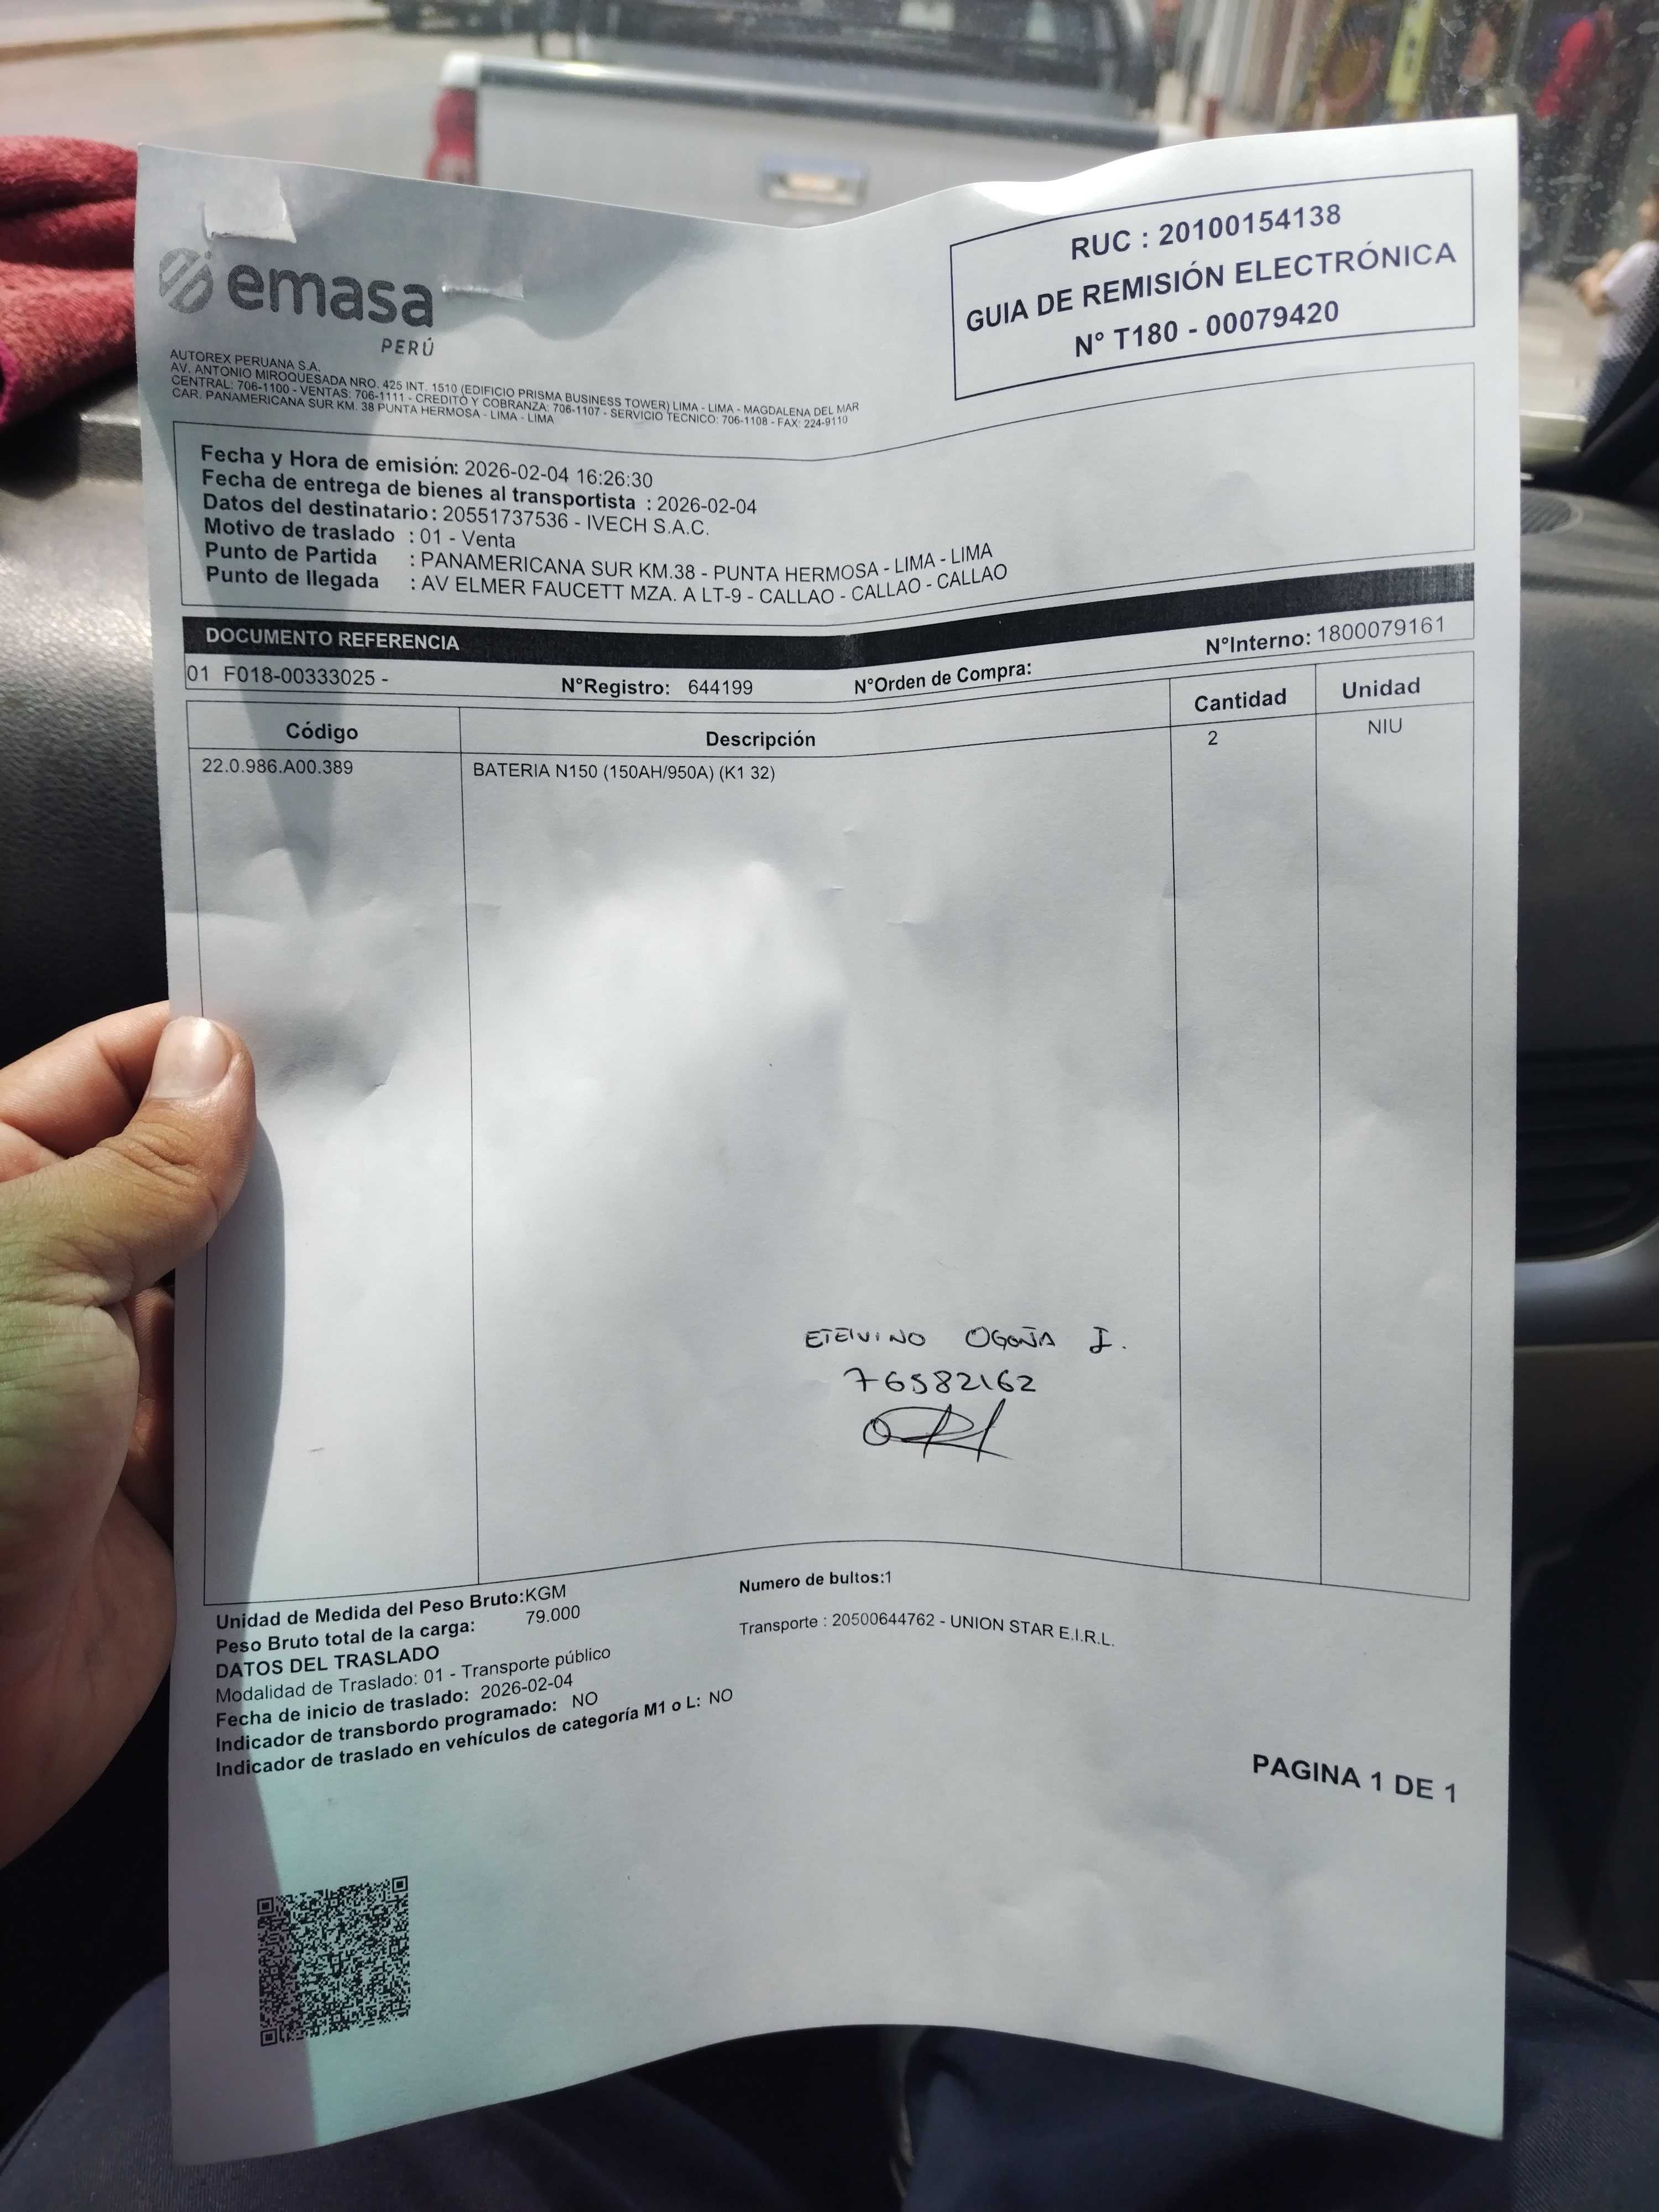 emasa
PERÚ
RUC : 20100154138
GUIA DE REMISIÓN ELECTRÓNICA
N° T180 - 00079420
AUTOREX PERUANA S.A.
AV. ANTONIO MIROQUESADA NRO. 425 INT. 1510 (EDIFICIO PRISMA BUSINESS TOWER) LIMA - LIMA - MAGDALENA DEL MAR
CENTRAL: 706-1100 - VENTAS: 706-1111 - CREDITO Y COBRANZA: 706-1107 - SERVICIO TECNICO: 706-1108 - FAX: 224-9110
CAR. PANAMERICANA SUR KM. 38 PUNTA HERMOSA - LIMA - LIMA
Fecha y Hora de emisión: 2026-02-04 16:26:30
Fecha de entrega de bienes al transportista : 2026-02-04
Datos del destinatario : 20551737536 - IVECH S.A.C.
Motivo de traslado : 01 - Venta
Punto de Partida : PANAMERICANA SUR KM.38 - PUNTA HERMOSA - LIMA - LIMA
Punto de llegada : AV ELMER FAUCETT MZA. A LT-9 - CALLAO - CALLAO - CALLAO
DOCUMENTO REFERENCIA
01 F018-00333025 - N°Registro: 644199 N°Orden de Compra: N°Interno: 1800079161
Código Descripción Cantidad Unidad
22.0.986.A00.389 BATERIA N150 (150AH/950A) (K1 32) 2 NIU
ETELVINO OGOÑA I.
76582162
Unidad de Medida del Peso Bruto:KGM
Peso Bruto total de la carga: 79.000
Numero de bultos:1
Transporte : 20500644762 - UNION STAR E.I.R.L.
DATOS DEL TRASLADO
Modalidad de Traslado: 01 - Transporte público
Fecha de inicio de traslado: 2026-02-04
Indicador de transbordo programado: NO
Indicador de traslado en vehículos de categoría M1 o L: NO
PAGINA 1 DE 1